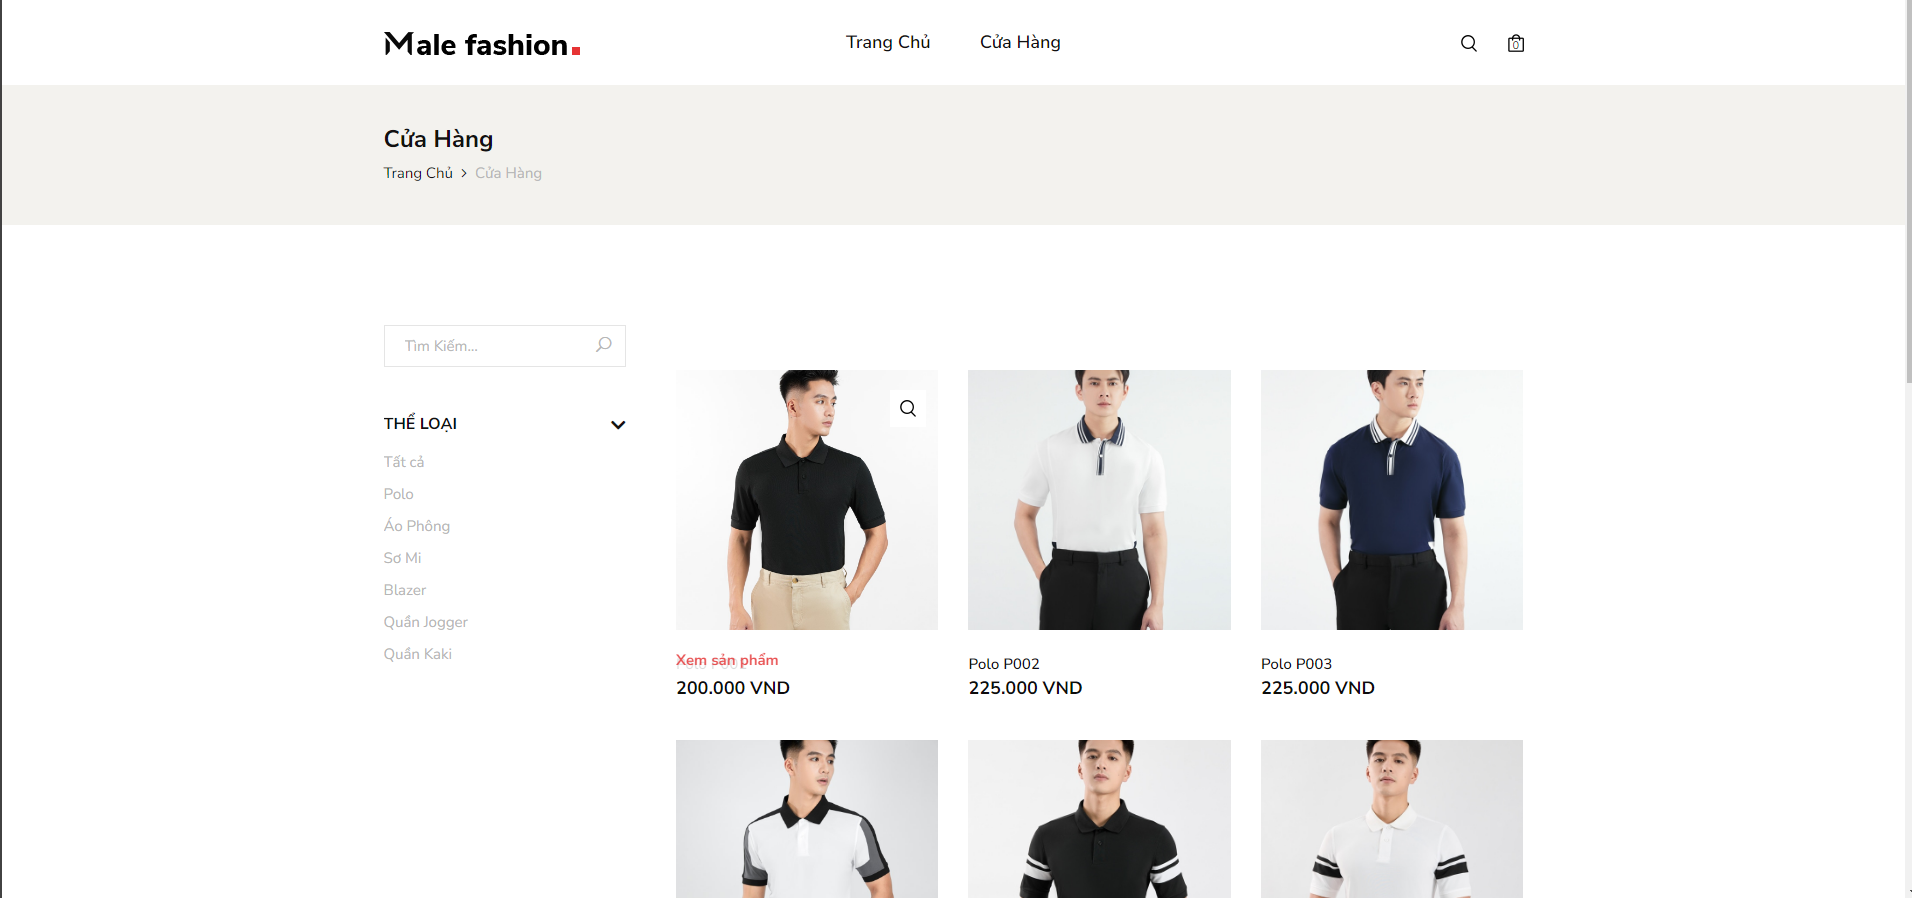 Male fashion.
Trang Chủ
Cửa Hàng
0
Cửa Hàng
Trang Chủ > Cửa Hàng
Tìm Kiếm...
THỂ LOẠI
Tất cả
Polo
Áo Phông
Sơ Mi
Blazer
Quần Jogger
Quần Kaki
Xem sản phẩm
200.000 VND
Polo P002
225.000 VND
Polo P003
225.000 VND